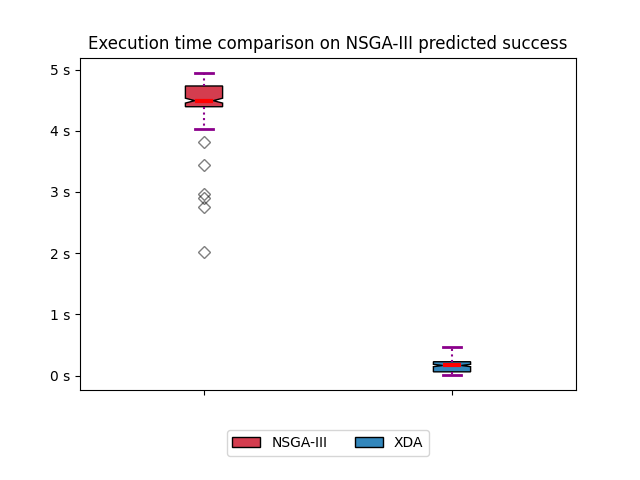 Execution time comparison on NSGA-III predicted success
5 s
4 s
3 s
2 s
1 s
0 s
NSGA-III
XDA